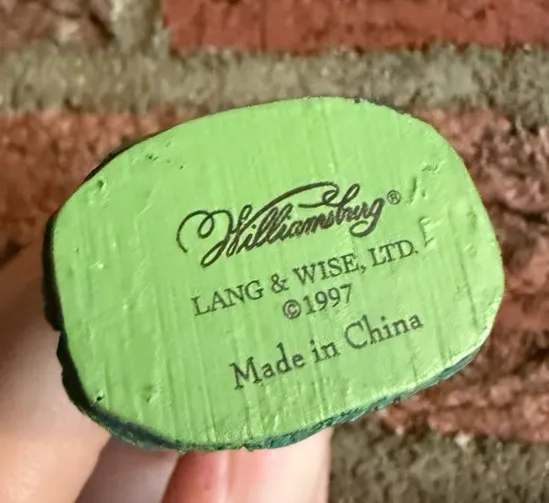 Williamsburg®
LANG & WISE, LTD.
©1997
Made in China